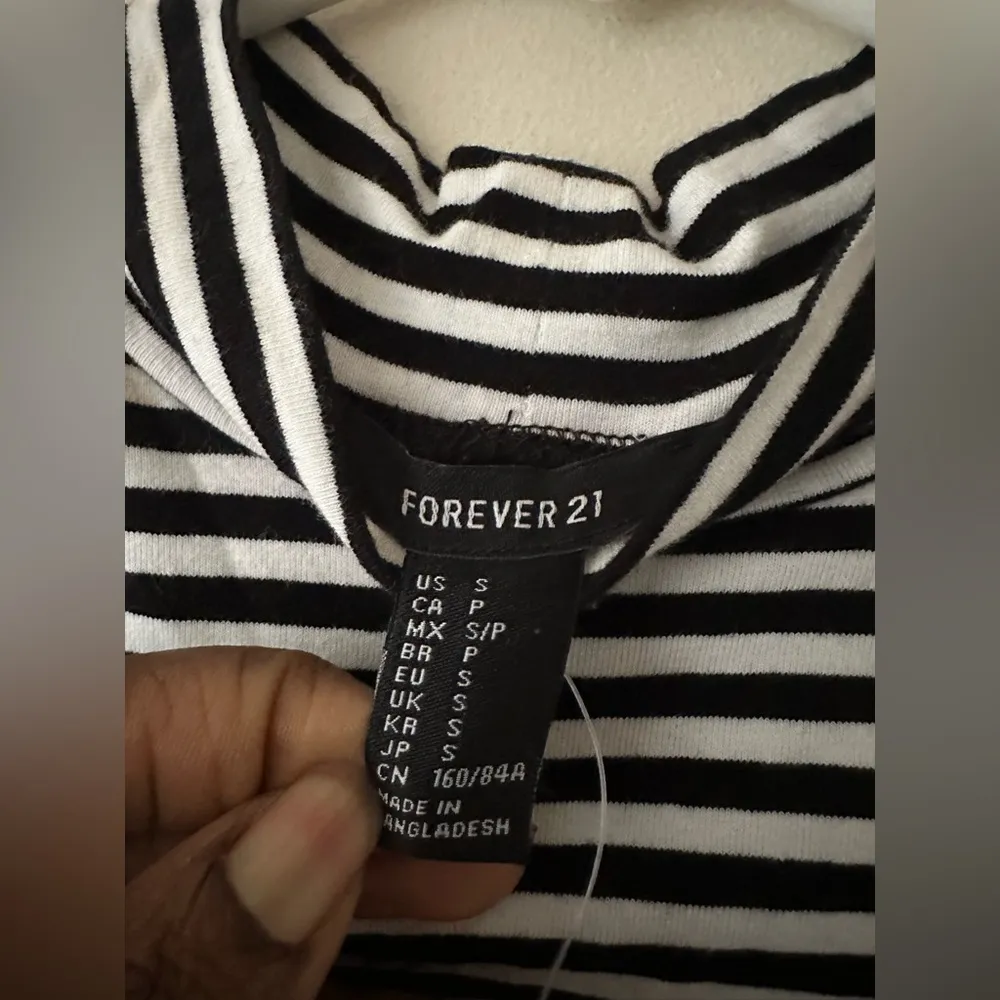 FOREVER 21
US S
CA P
MX S/P
BR P
EU S
UK S
KR S
JP S
CN 160/84A
MADE IN
ANGLADESH